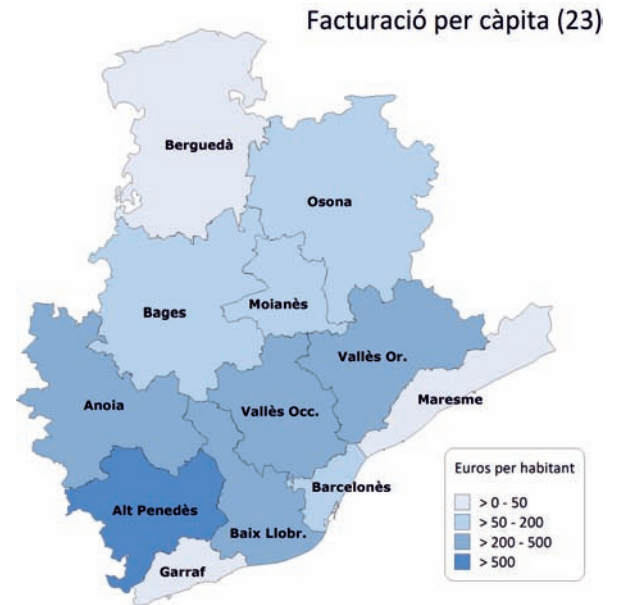 Facturació per càpita (23)
Berguedà
Osona
Bages
Moianès
Vallès Or.
Anoia
Vallès Occ.
Maresme
Alt Penedès
Barcelonès
Baix Llobr.
Garraf
Euros per habitant
> 0 - 50
> 50 - 200
> 200 - 500
> 500